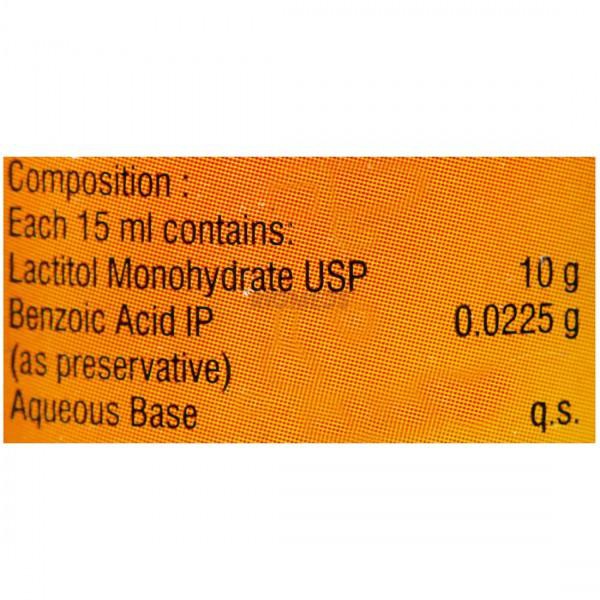 Composition :
Each 15 ml contains:
Lactitol Monohydrate USP 10 g
Benzoic Acid IP 0.0225 g
(as preservative)
Aqueous Base q.s.